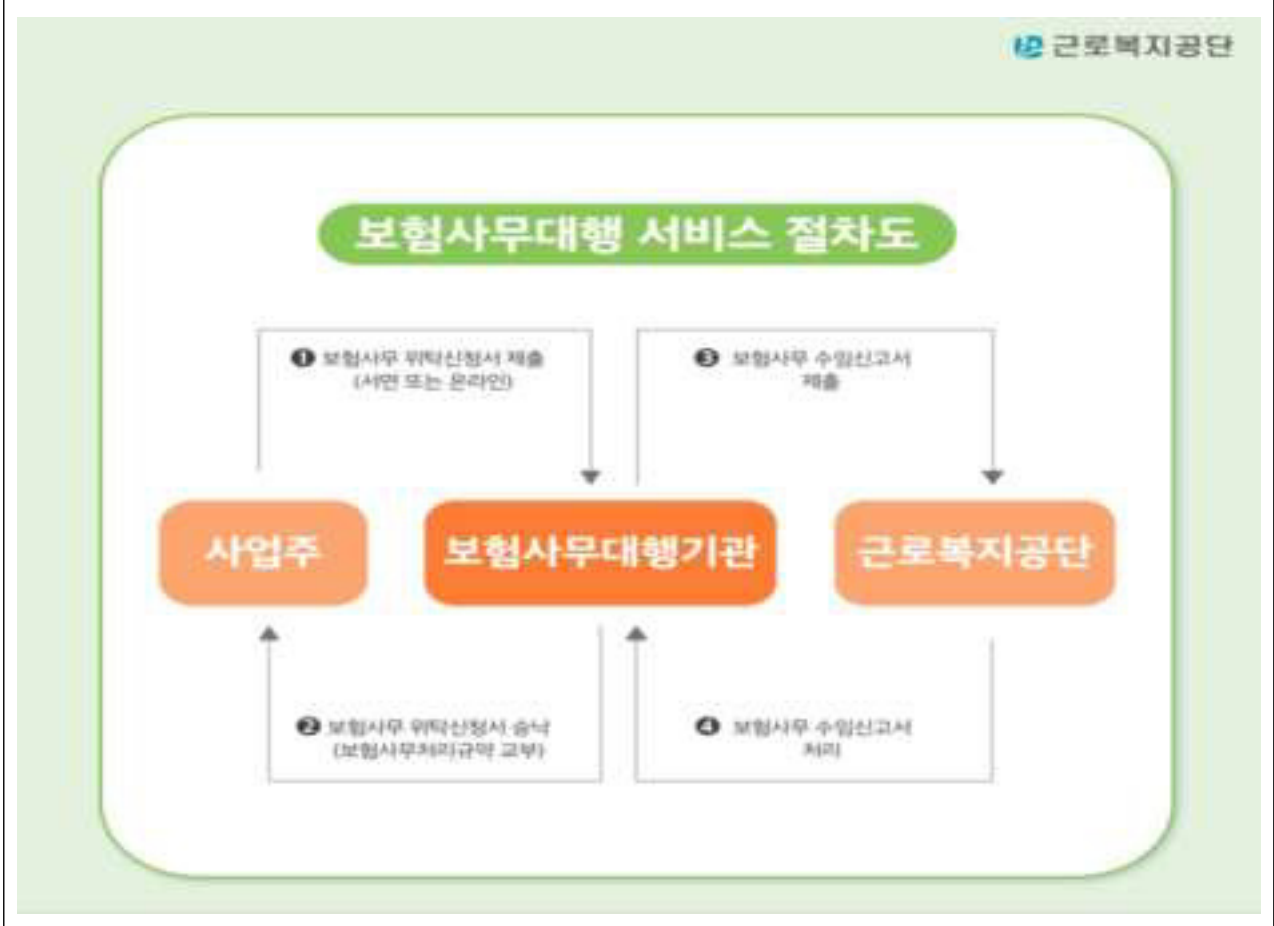 근로복지공단
보험사무대행 서비스 절차도
❶ 보험사무 위탁신청서 제출
(서면 또는 온라인)
❸ 보험사무 수임신고서
제출
사업주
보험사무대행기관
근로복지공단
❷ 보험사무 위탁신청서 승낙
(보험사무처리규약 교부)
❹ 보험사무 수임신고서
처리